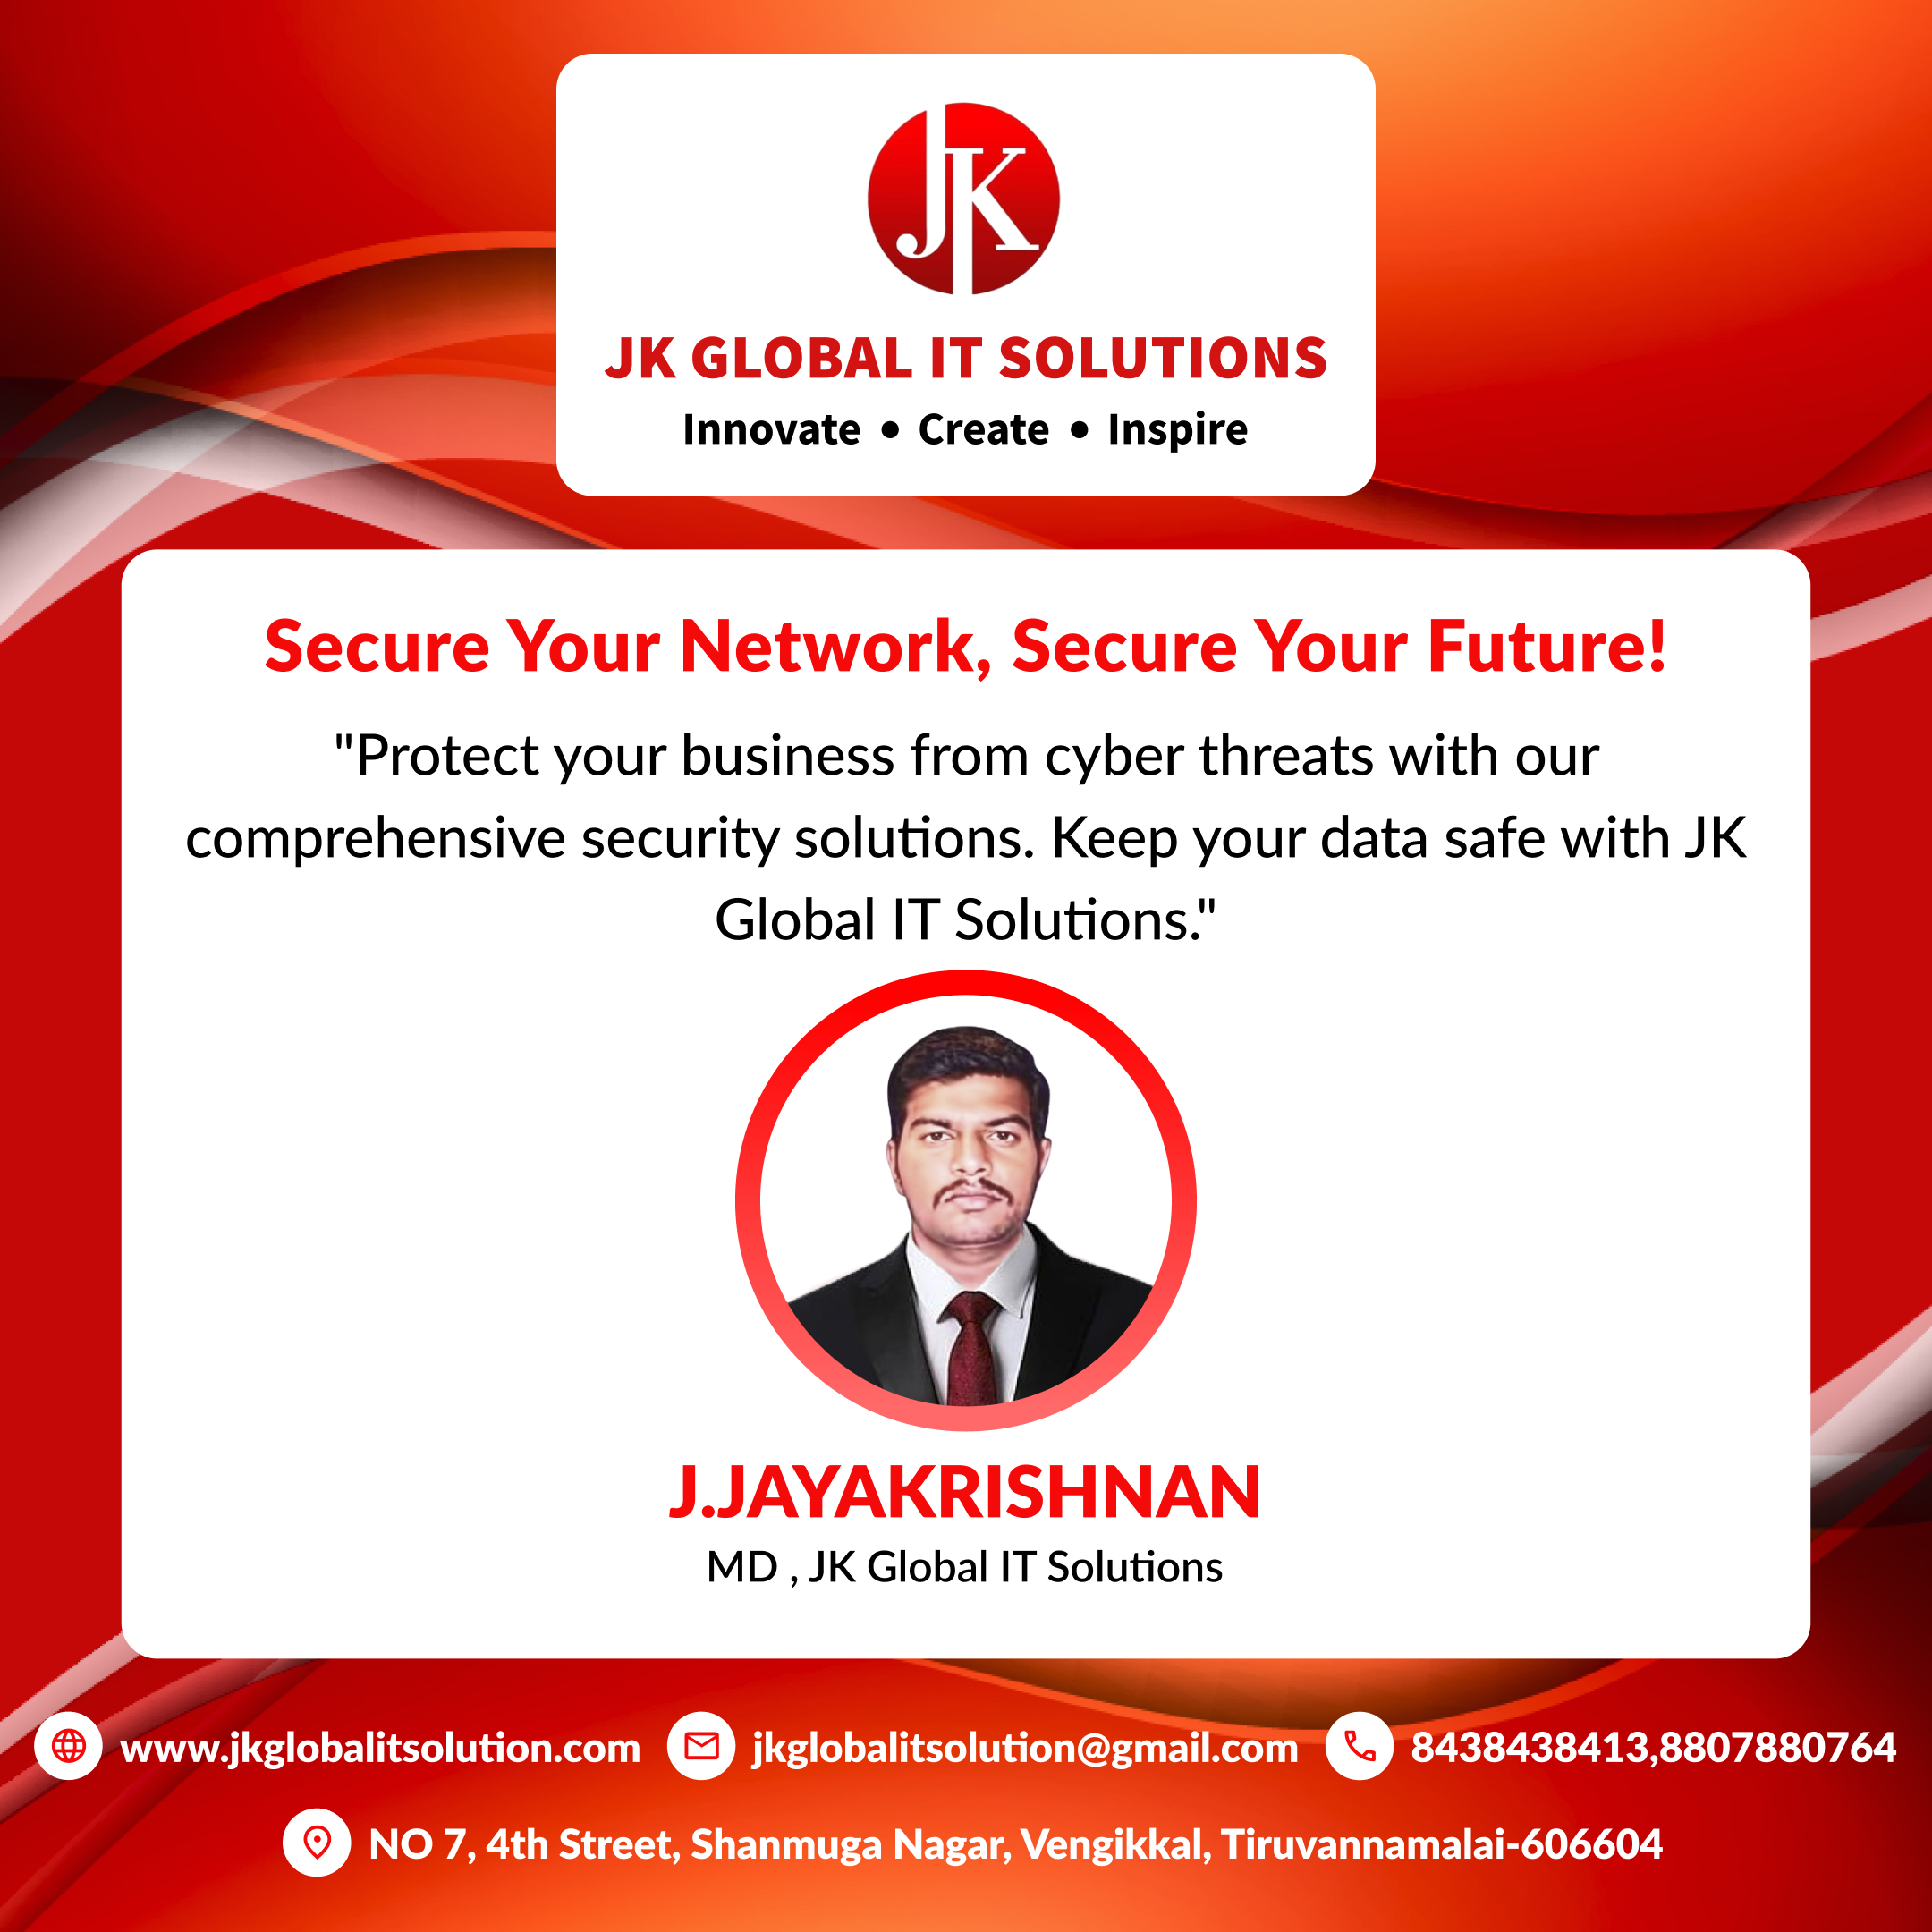 JK
JK GLOBAL IT SOLUTIONS
Innovate • Create • Inspire
Secure Your Network, Secure Your Future!
"Protect your business from cyber threats with our
comprehensive security solutions. Keep your data safe with JK
Global IT Solutions."
J.JAYAKRISHNAN
MD , JK Global IT Solutions
www.jkglobalitsolution.com jkglobalitsolution@gmail.com 8438438413,8807880764
NO 7, 4th Street, Shanmuga Nagar, Vengikkal, Tiruvannamalai-606604